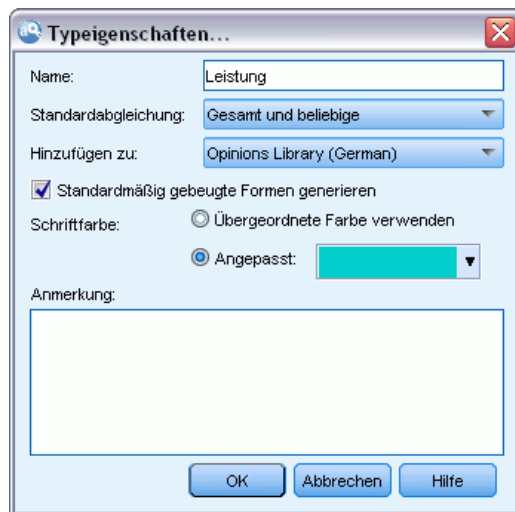 Typeigenschaften...
Name: Leistung
Standardabgleichung: Gesamt und beliebige
Hinzufügen zu: Opinions Library (German)
Standardmäßig gebeugte Formen generieren
Schriftfarbe: Übergeordnete Farbe verwenden
Angepasst:
Anmerkung:
OK Abbrechen Hilfe